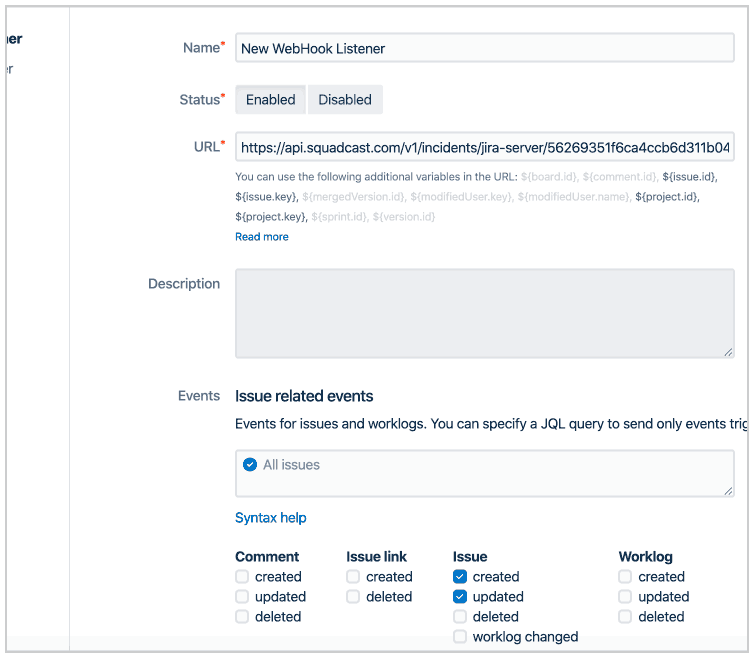 er
er
Name* New WebHook Listener
Status* Enabled Disabled
URL* https://api.squadcast.com/v1/incidents/jira-server/56269351f6ca4ccb6d311b04
You can use the following additional variables in the URL: ${board.id}, ${comment.id}, ${issue.id},
${issue.key}, ${mergedVersion.id}, ${modifiedUser.key}, ${modifiedUser.name}, ${project.id},
${project.key}, ${sprint.id}, ${version.id}
Read more
Description
Events Issue related events
Events for issues and worklogs. You can specify a JQL query to send only events trig
All issues
Syntax help
Comment Issue link Issue Worklog
created created created created
updated deleted updated updated
deleted deleted deleted
worklog changed